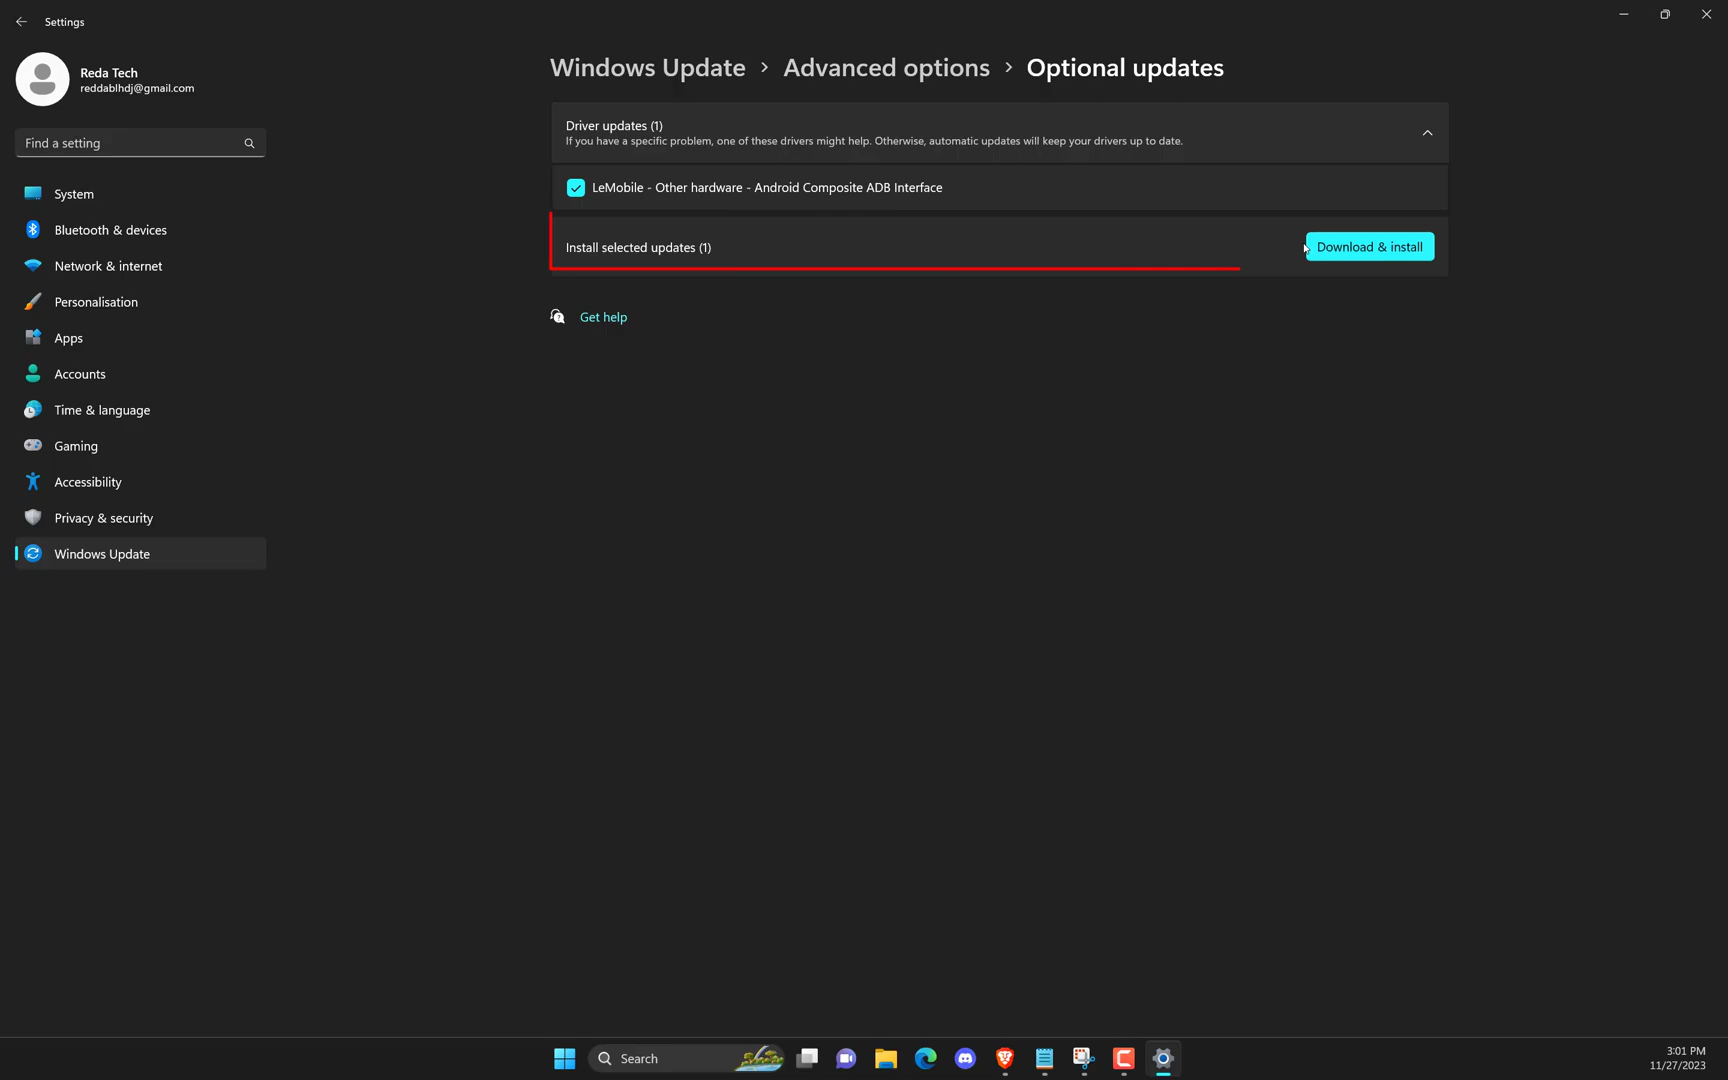 Settings
Reda Tech
reddablhdj@gmail.com
Find a setting
System
Bluetooth & devices
Network & internet
Personalisation
Apps
Accounts
Time & language
Gaming
Accessibility
Privacy & security
Windows Update
Windows Update > Advanced options > Optional updates
Driver updates (1)
If you have a specific problem, one of these drivers might help. Otherwise, automatic updates will keep your drivers up to date.
LeMobile - Other hardware - Android Composite ADB Interface
Install selected updates (1)
Download & install
Get help
Search
3:01 PM
11/27/2023